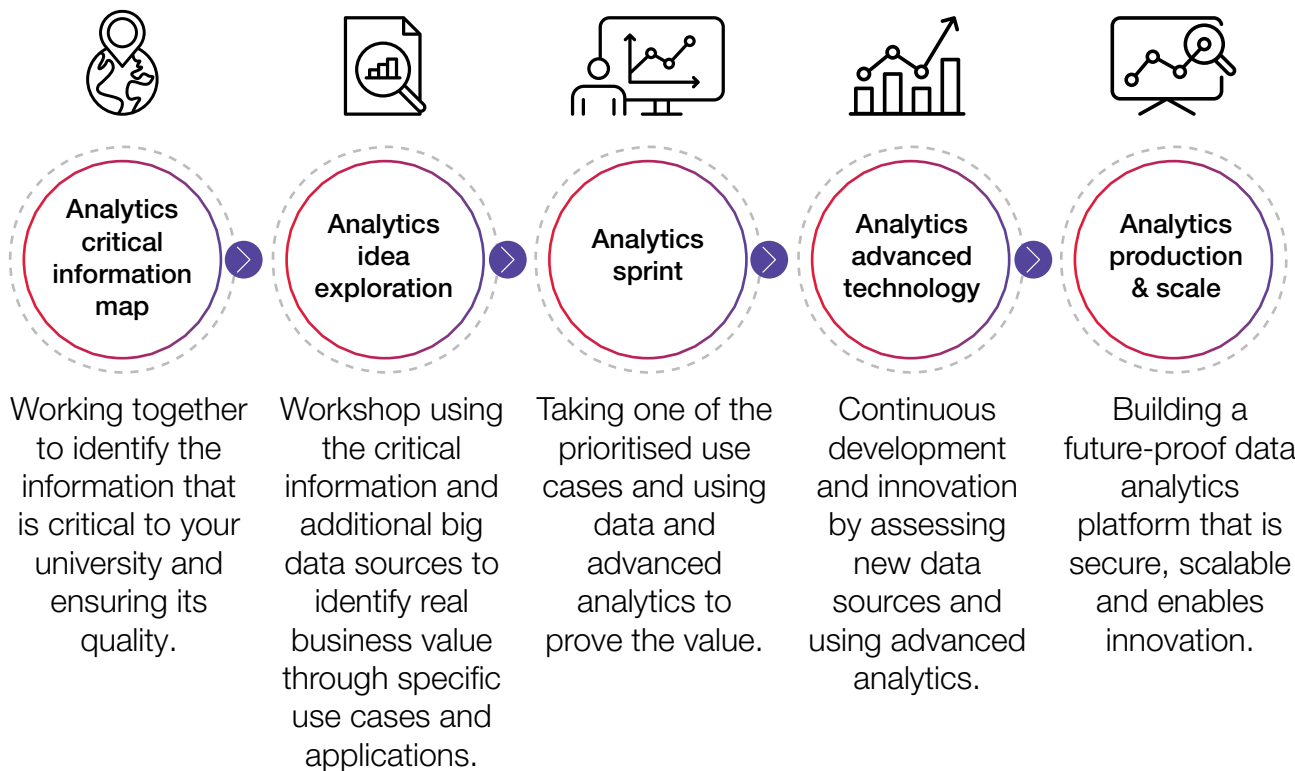 Analytics
critical
information
map
Analytics
idea
exploration
Analytics
sprint
Analytics
advanced
technology
Analytics
production
& scale
Working together
to identify the
information that
is critical to your
university and
ensuring its
quality.
Workshop using
the critical
information and
additional big
data sources to
identify real
business value
through specific
use cases and
applications.
Taking one of the
prioritised use
cases and using
data and
advanced
analytics to
prove the value.
Continuous
development
and innovation
by assessing
new data
sources and
using advanced
analytics.
Building a
future-proof data
analytics
platform that is
secure, scalable
and enables
innovation.